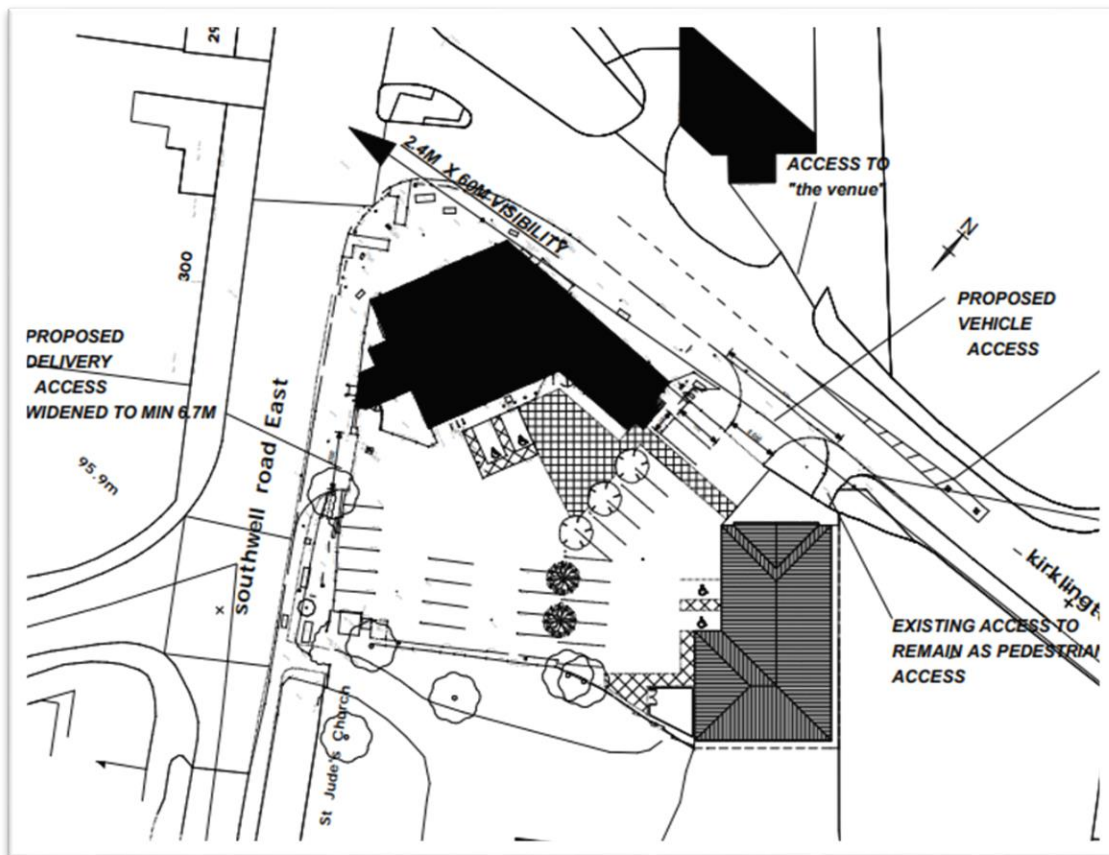 29
2.4M X 60M VISIBILITY
ACCESS TO
"the venue"
N
300
PROPOSED
VEHICLE
ACCESS
PROPOSED
DELIVERY
ACCESS
WIDENED TO MIN 6.7M
southwell road East
95.9m
kirklingt
EXISTING ACCESS TO
REMAIN AS PEDESTRIAN
ACCESS
St Jude's Church